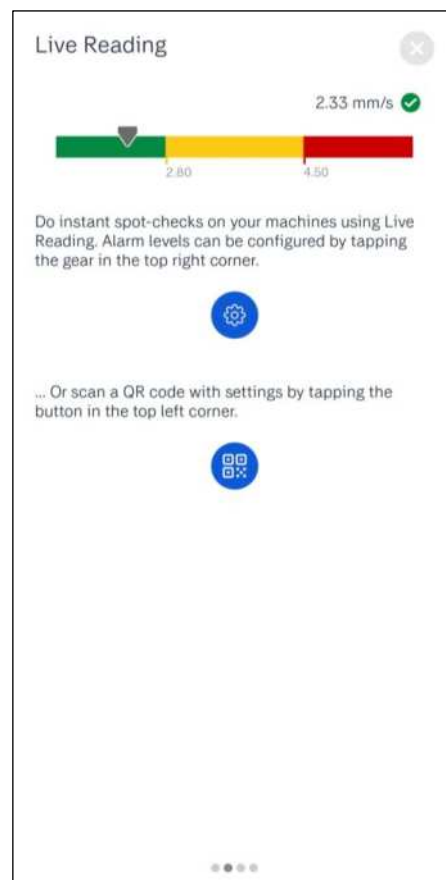 Live Reading
2.33 mm/s
2.80 4.50
Do instant spot-checks on your machines using Live
Reading. Alarm levels can be configured by tapping
the gear in the top right corner.
... Or scan a QR code with settings by tapping the
button in the top left corner.